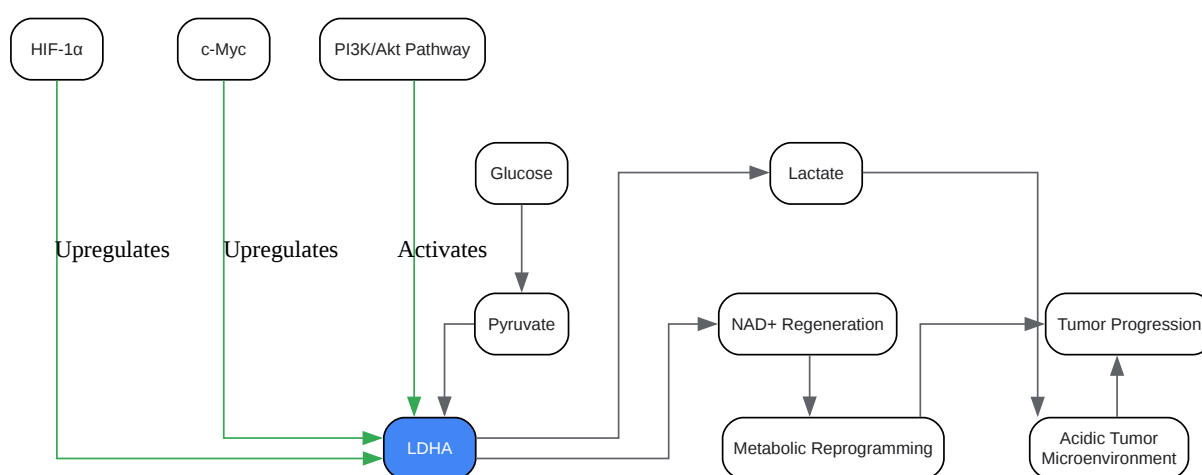 HIF-1α
c-Myc
PI3K/Akt Pathway
Glucose
Lactate
Upregulates
Upregulates
Activates
Pyruvate
NAD+ Regeneration
Tumor Progression
LDHA
Metabolic Reprogramming
Acidic Tumor
Microenvironment